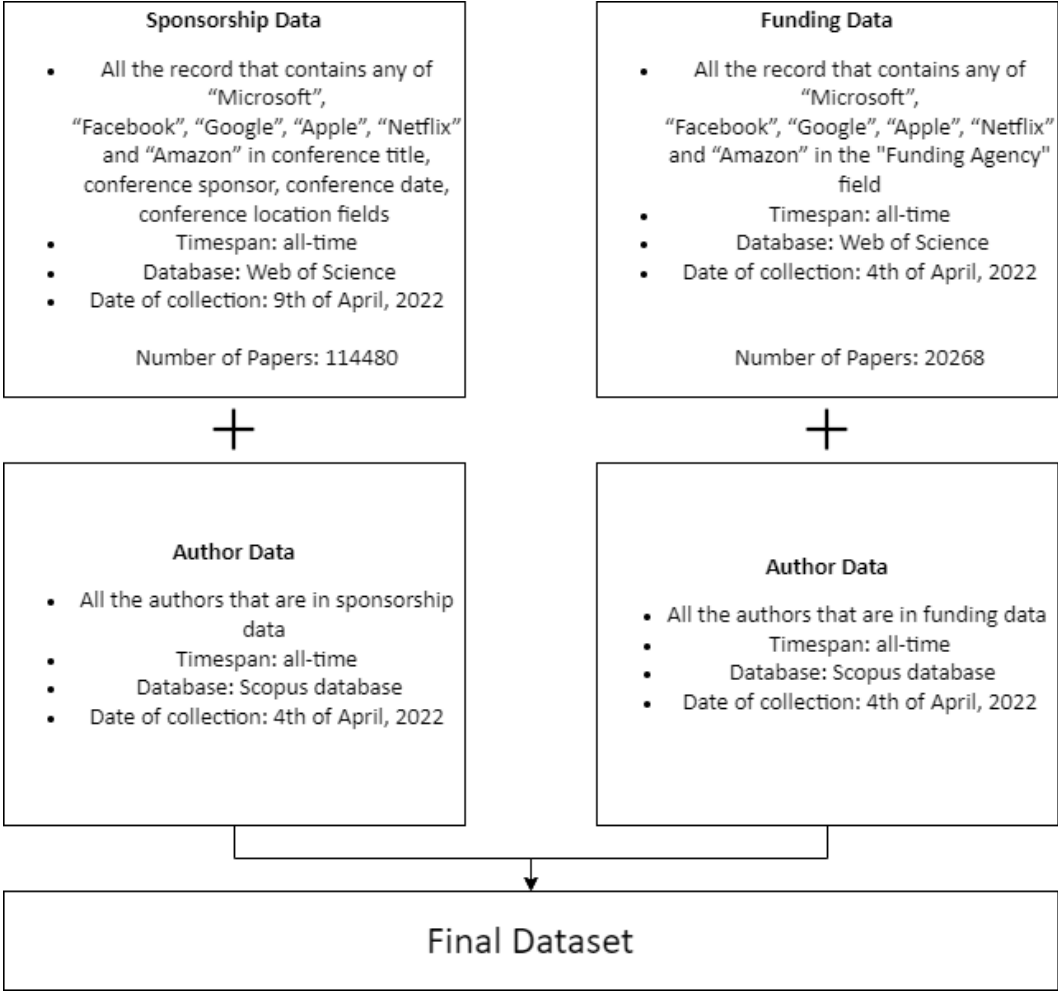 Sponsorship Data
• All the record that contains any of
“Microsoft”,
“Facebook”, “Google”, “Apple”, “Netflix”
and “Amazon” in conference title,
conference sponsor, conference date,
conference location fields
• Timespan: all-time
• Database: Web of Science
• Date of collection: 9th of April, 2022
Number of Papers: 114480
Funding Data
• All the record that contains any of
“Microsoft”,
“Facebook”, “Google”, “Apple”, “Netflix”
and “Amazon” in the "Funding Agency"
field
• Timespan: all-time
• Database: Web of Science
• Date of collection: 4th of April, 2022
Number of Papers: 20268
+
+
Author Data
• All the authors that are in sponsorship
data
• Timespan: all-time
• Database: Scopus database
• Date of collection: 4th of April, 2022
Author Data
• All the authors that are in funding data
• Timespan: all-time
• Database: Scopus database
• Date of collection: 4th of April, 2022
Final Dataset